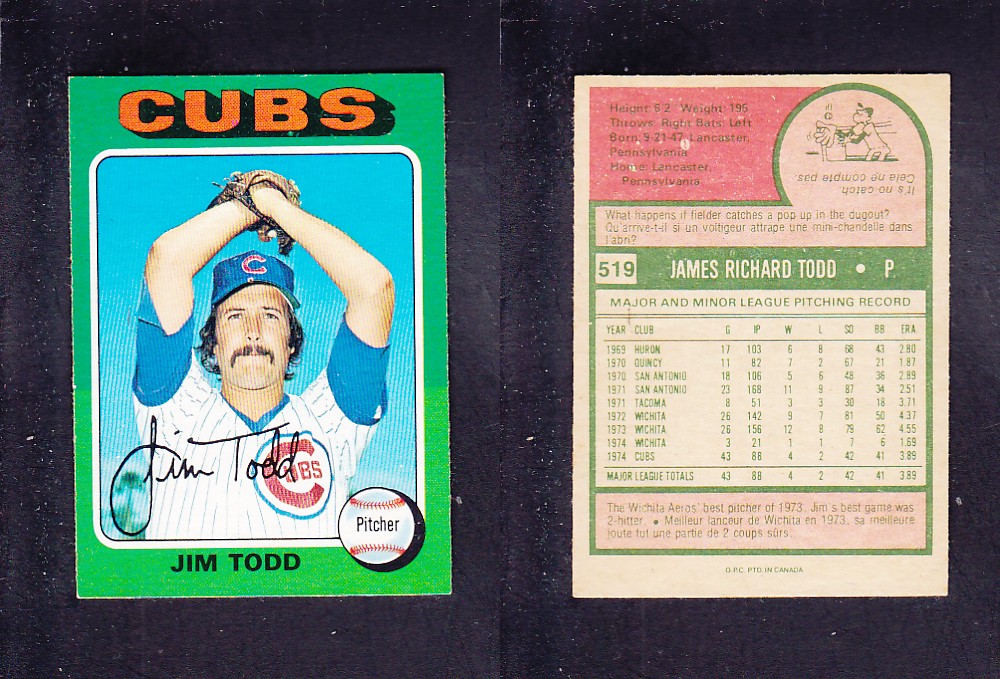 CUBS
C
Jim Todd
CUBS
Pitcher
JIM TODD
Height: 6'2 Weight: 195
Throws: Right Bats: Left
Born: 9-21-47, Lancaster,
Pennsylvania
Home: Lancaster,
Pennsylvania
It's no catch.
Cela ne compte pas.
What happens if fielder catches a pop up in the dugout?
Qu'arrive-t-il si un voltigeur attrape une mini-chandelle dans
l'abri?
519 JAMES RICHARD TODD • P.
MAJOR AND MINOR LEAGUE PITCHING RECORD
YEAR CLUB G IP W L SO BB ERA
1969 HURON 17 103 6 8 68 43 2.80
1970 QUINCY 11 82 7 2 67 21 1.87
1970 SAN ANTONIO 18 106 5 6 48 36 2.89
1971 SAN ANTONIO 23 168 11 9 87 34 2.51
1971 TACOMA 8 51 3 3 30 18 3.71
1972 WICHITA 26 142 9 7 81 50 4.37
1973 WICHITA 26 156 12 8 79 62 4.55
1974 WICHITA 9 21 1 1 7 6 1.69
1974 CUBS 43 88 4 2 42 41 3.89
MAJOR LEAGUE TOTALS 43 88 4 2 42 41 3.89
The Wichita Aeros' best pitcher of 1973, Jim's best game was
2-hitter. • Meilleur lanceur de Wichita en 1973, sa meilleure
joute fut une partie de 2 coups sûrs.
O.P.C. PTD. IN CANADA